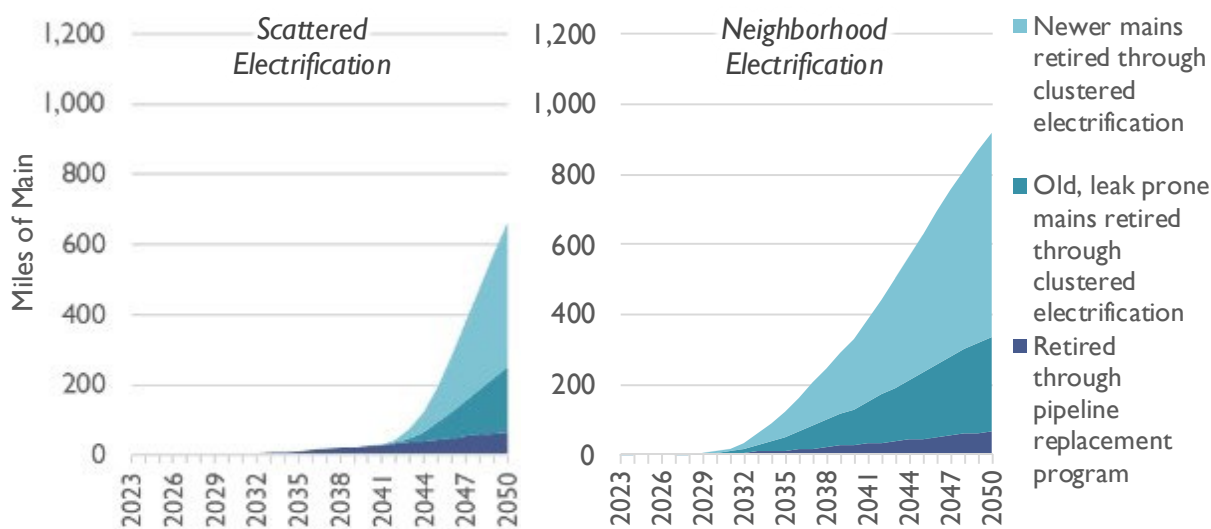 Scattered
Electrification
Neighborhood
Electrification
Miles of Main
1,200
1,000
800
600
400
200
0
2023
2026
2029
2032
2035
2038
2041
2044
2047
2050
1,200
1,000
800
600
400
200
0
2023
2026
2029
2032
2035
2038
2041
2044
2047
2050
Newer mains
retired through
clustered
electrification
Old, leak prone
mains retired
through
clustered
electrification
Retired
through
pipeline
replacement
program